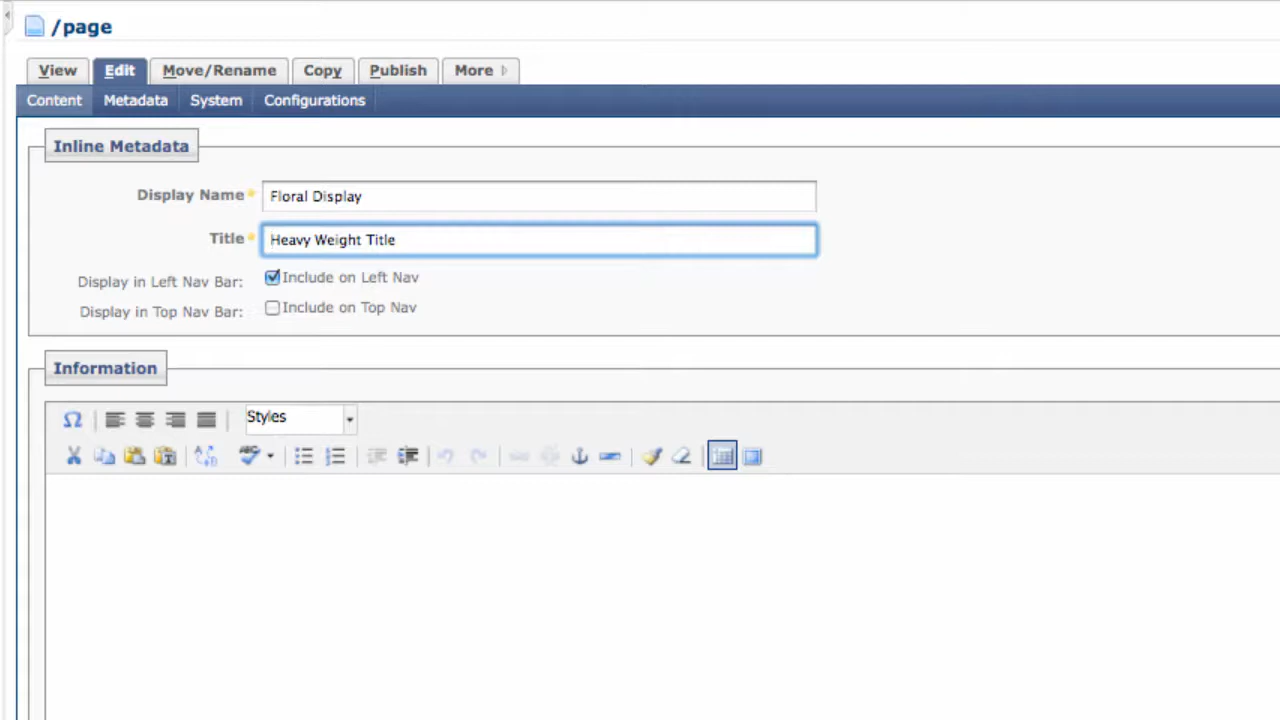 /page
View Edit Move/Rename Copy Publish More
Content Metadata System Configurations
Inline Metadata
Display Name * Floral Display
Title * Heavy Weight Title
Display in Left Nav Bar: Include on Left Nav
Display in Top Nav Bar: Include on Top Nav
Information
Ω Styles